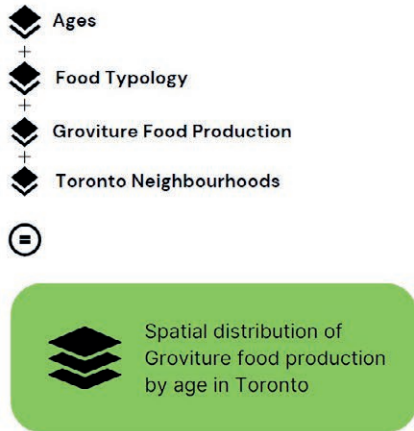 Ages
+
Food Typology
+
Groviture Food Production
+
Toronto Neighbourhoods
=
Spatial distribution of
Groviture food production
by age in Toronto